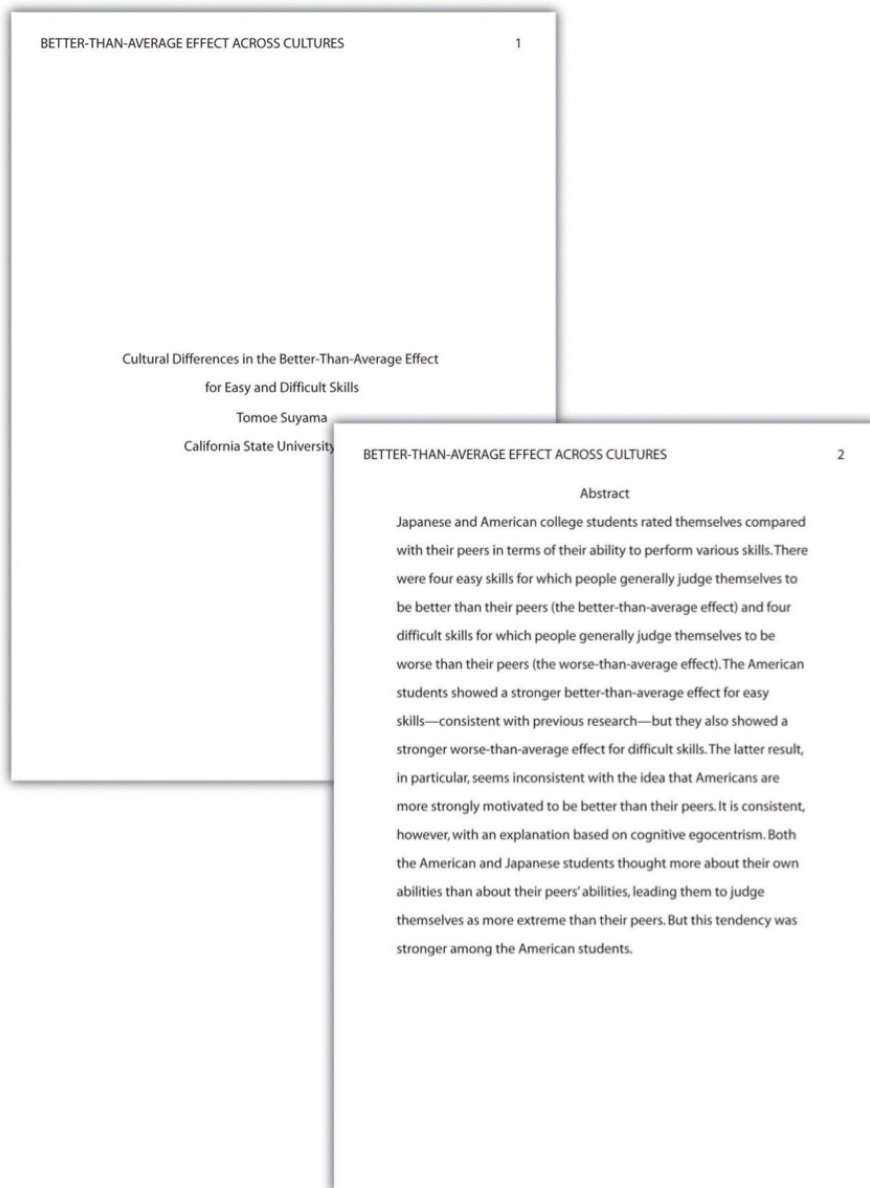 BETTER-THAN-AVERAGE EFFECT ACROSS CULTURES 1
Cultural Differences in the Better-Than-Average Effect
for Easy and Difficult Skills
Tomoe Suyama
California State University
BETTER-THAN-AVERAGE EFFECT ACROSS CULTURES 2
Abstract
Japanese and American college students rated themselves compared
with their peers in terms of their ability to perform various skills. There
were four easy skills for which people generally judge themselves to
be better than their peers (the better-than-average effect) and four
difficult skills for which people generally judge themselves to be
worse than their peers (the worse-than-average effect). The American
students showed a stronger better-than-average effect for easy
skills—consistent with previous research—but they also showed a
stronger worse-than-average effect for difficult skills. The latter result,
in particular, seems inconsistent with the idea that Americans are
more strongly motivated to be better than their peers. It is consistent,
however, with an explanation based on cognitive egocentrism. Both
the American and Japanese students thought more about their own
abilities than about their peers' abilities, leading them to judge
themselves as more extreme than their peers. But this tendency was
stronger among the American students.